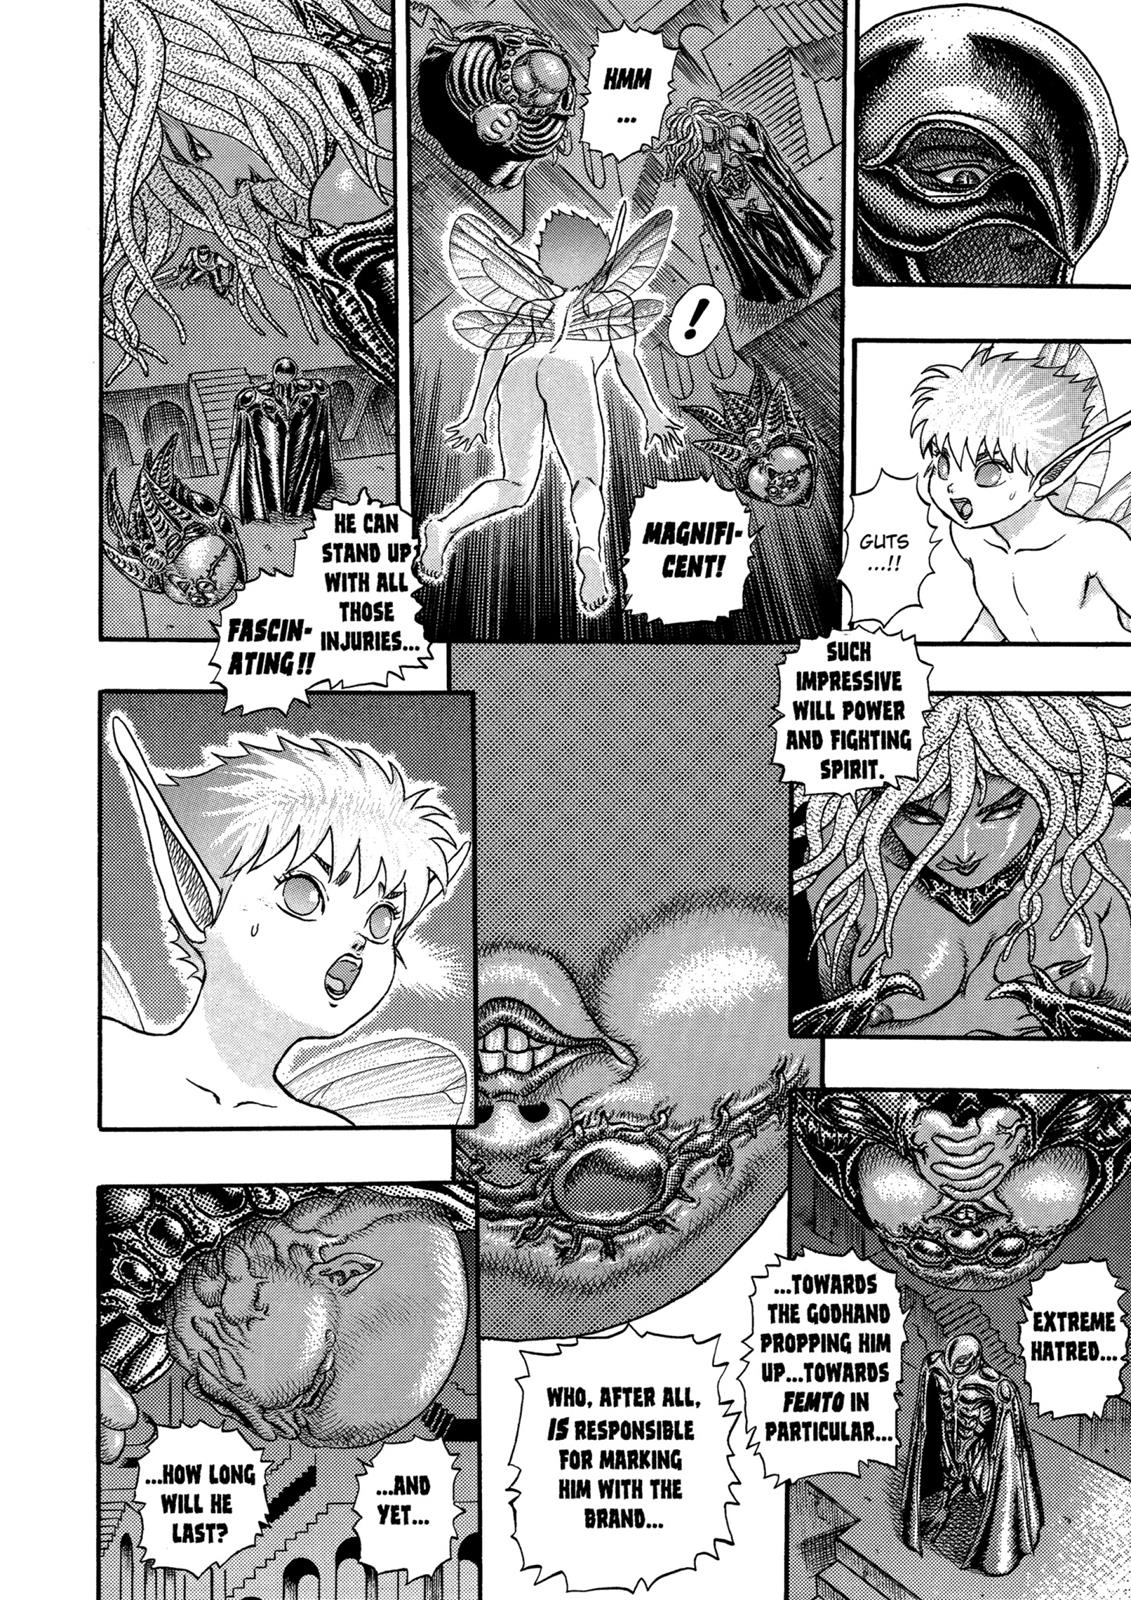 HMM
...
!
MAGNIFI-
CENT!
HE CAN
STAND UP
WITH ALL
THOSE
INJURIES...
FASCIN-
ATING!!
GUTS
...!!
SUCH
IMPRESSIVE
WILL POWER
AND FIGHTING
SPIRIT.
EXTREME
HATRED...
...TOWARDS
THE GODHAND
PROPPING HIM
UP...TOWARDS
FEMTO IN
PARTICULAR...
WHO, AFTER ALL,
IS RESPONSIBLE
FOR MARKING
HIM WITH THE
BRAND...
...AND
YET...
...HOW LONG
WILL HE
LAST?